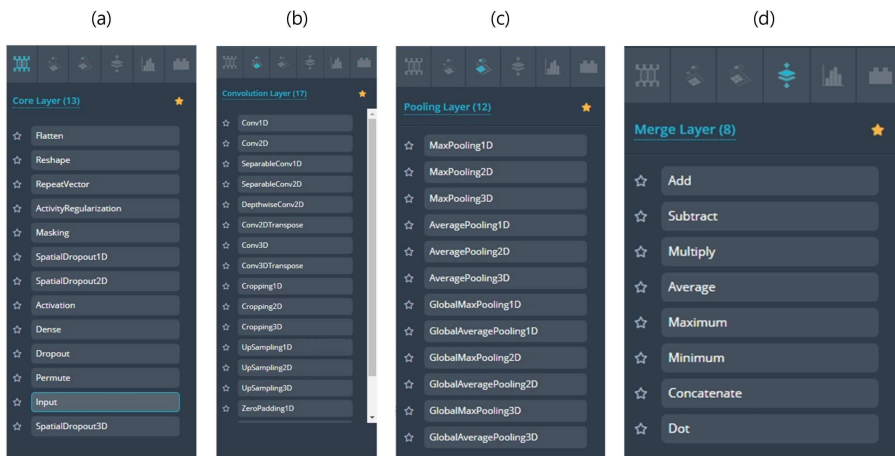 (a)
Core Layer (13)
Flatten
Reshape
RepeatVector
ActivityRegularization
Masking
SpatialDropout1D
SpatialDropout2D
Activation
Dense
Dropout
Permute
Input
SpatialDropout3D
(b)
Convolution Layer (17)
Conv1D
Conv2D
SeparableConv1D
SeparableConv2D
DepthwiseConv2D
Conv2DTranspose
Conv3D
Conv3DTranspose
Cropping1D
Cropping2D
Cropping3D
UpSampling1D
UpSampling2D
UpSampling3D
ZeroPadding1D
(c)
Pooling Layer (12)
MaxPooling1D
MaxPooling2D
MaxPooling3D
AveragePooling1D
AveragePooling2D
AveragePooling3D
GlobalMaxPooling1D
GlobalAveragePooling1D
GlobalMaxPooling2D
GlobalAveragePooling2D
GlobalMaxPooling3D
GlobalAveragePooling3D
(d)
Merge Layer (8)
Add
Subtract
Multiply
Average
Maximum
Minimum
Concatenate
Dot